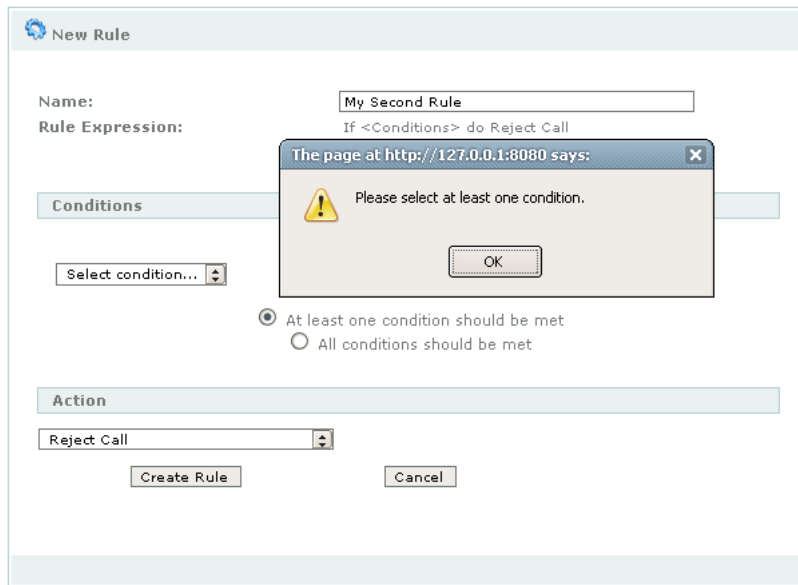 New Rule
Name:
My Second Rule
Rule Expression:
If <Conditions> do Reject Call
The page at http://127.0.0.1:8080 says:
Please select at least one condition.
OK
Conditions
Select condition...
At least one condition should be met
All conditions should be met
Action
Reject Call
Create Rule
Cancel